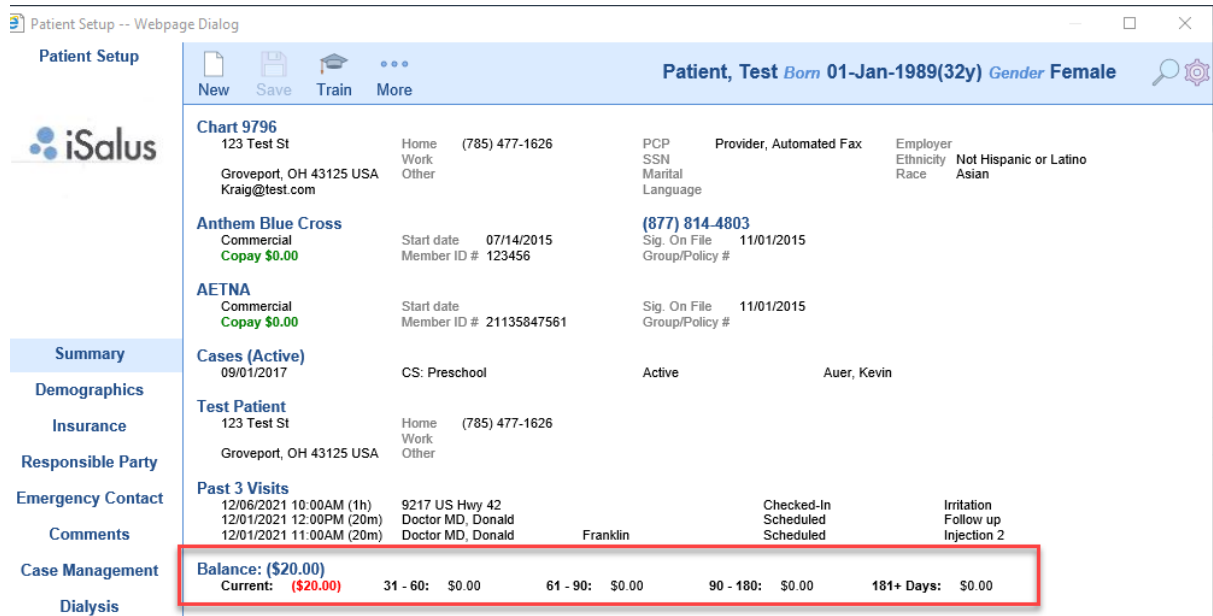 Patient Setup -- Webpage Dialog
Patient Setup
New Save Train More
Patient, Test Born 01-Jan-1989(32y) Gender Female
iSalus
Chart 9796
123 Test St Home (785) 477-1626 PCP Provider, Automated Fax Employer
Work SSN Ethnicity Not Hispanic or Latino
Groveport, OH 43125 USA Other Marital Race Asian
Kraig@test.com Language
Anthem Blue Cross (877) 814-4803
Commercial Start date 07/14/2015 Sig. On File 11/01/2015
Copay $0.00 Member ID # 123456 Group/Policy #
AETNA
Commercial Start date Sig. On File 11/01/2015
Copay $0.00 Member ID # 21135847561 Group/Policy #
Cases (Active)
09/01/2017 CS: Preschool Active Auer, Kevin
Test Patient
123 Test St Home (785) 477-1626
Work
Groveport, OH 43125 USA Other
Past 3 Visits
12/06/2021 10:00AM (1h) 9217 US Hwy 42 Checked-In Irritation
12/01/2021 12:00PM (20m) Doctor MD, Donald Scheduled Follow up
12/01/2021 11:00AM (20m) Doctor MD, Donald Franklin Scheduled Injection 2
Balance: ($20.00)
Current: ($20.00) 31 - 60: $0.00 61 - 90: $0.00 90 - 180: $0.00 181+ Days: $0.00
Summary
Demographics
Insurance
Responsible Party
Emergency Contact
Comments
Case Management
Dialysis